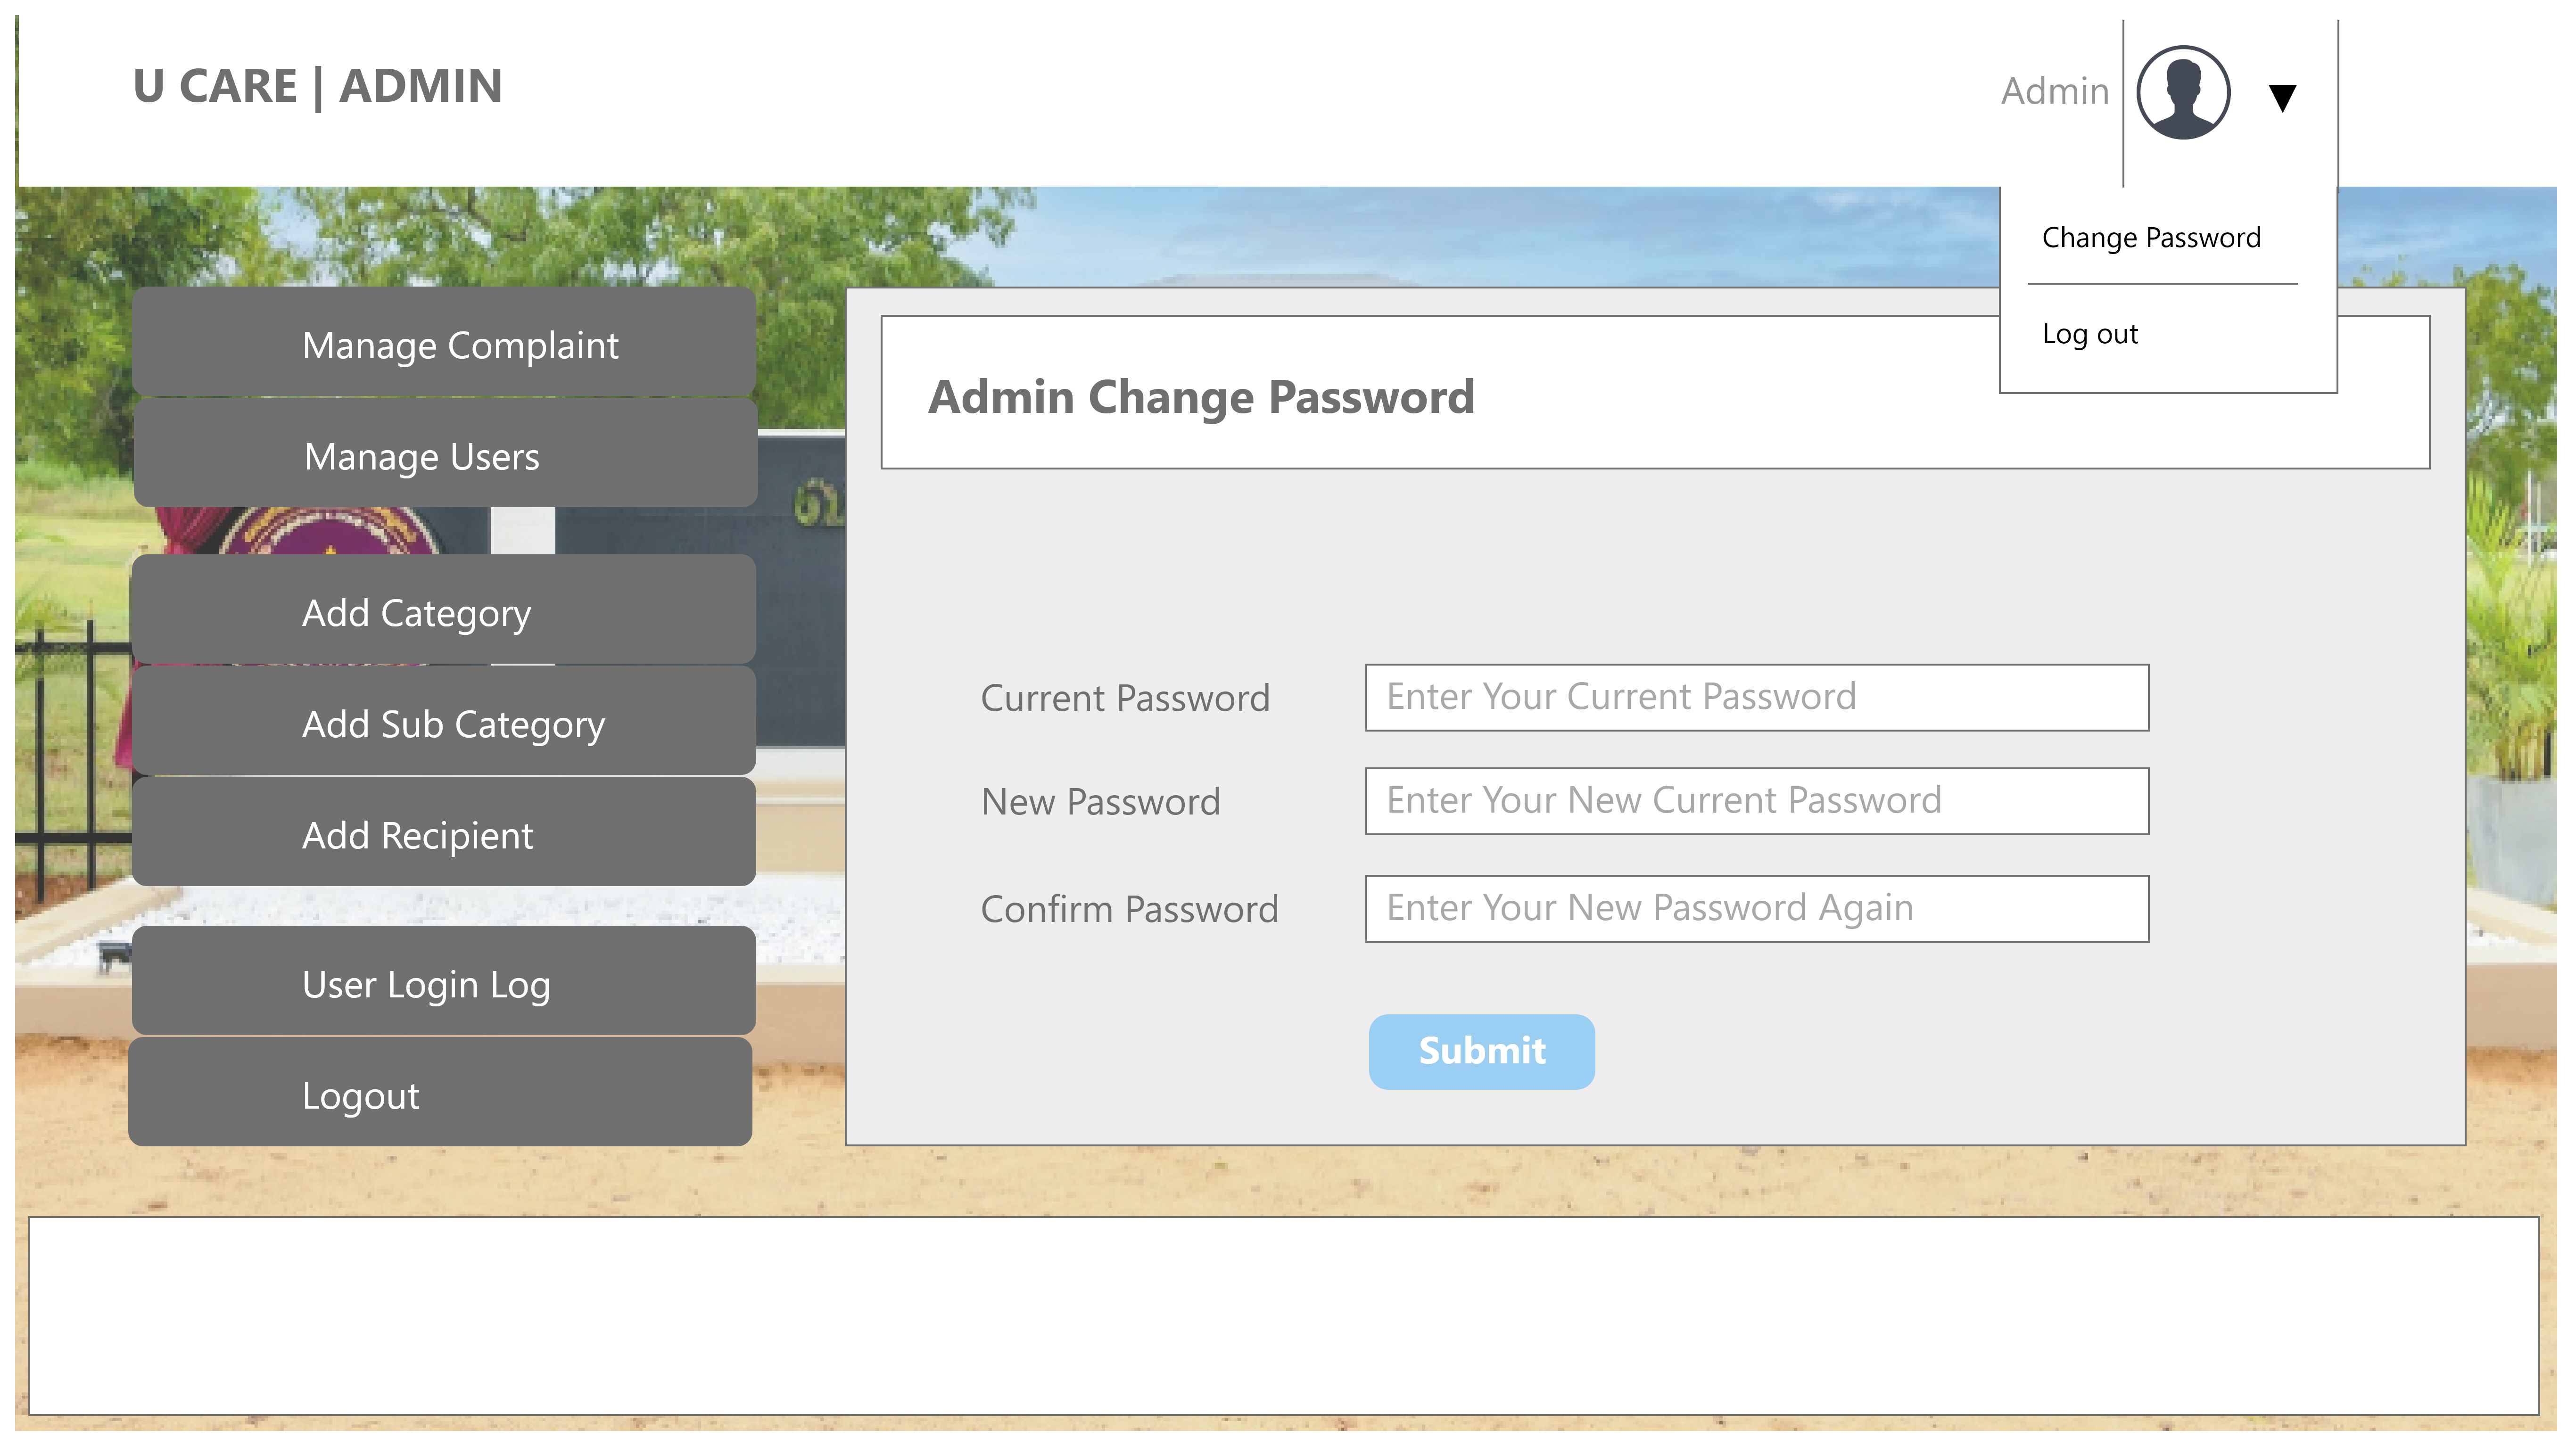 U CARE | ADMIN
Admin
▼
Change Password
Log out
Manage Complaint
Manage Users
Add Category
Add Sub Category
Add Recipient
User Login Log
Logout
Admin Change Password
Current Password
Enter Your Current Password
New Password
Enter Your New Current Password
Confirm Password
Enter Your New Password Again
Submit